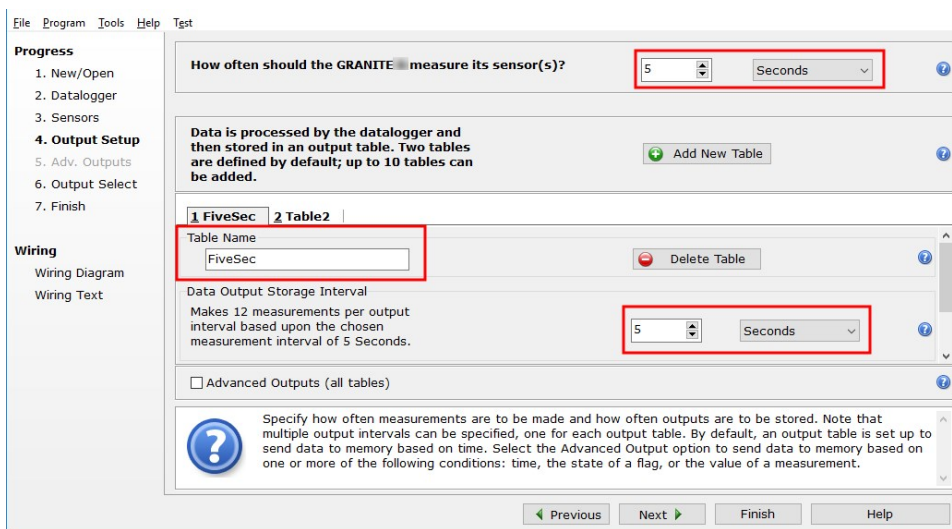 File Program Tools Help Test
Progress
1. New/Open
2. Datalogger
3. Sensors
4. Output Setup
5. Adv. Outputs
6. Output Select
7. Finish
Wiring
Wiring Diagram
Wiring Text
How often should the GRANITE measure its sensor(s)?
5 Seconds
Data is processed by the datalogger and
then stored in an output table. Two tables
are defined by default; up to 10 tables can
be added.
Add New Table
1 FiveSec 2 Table2
Table Name
FiveSec
Delete Table
Data Output Storage Interval
Makes 12 measurements per output
interval based upon the chosen
measurement interval of 5 Seconds.
5 Seconds
Advanced Outputs (all tables)
Specify how often measurements are to be made and how often outputs are to be stored. Note that
multiple output intervals can be specified, one for each output table. By default, an output table is set up to
send data to memory based on time. Select the Advanced Output option to send data to memory based on
one or more of the following conditions: time, the state of a flag, or the value of a measurement.
Previous Next Finish Help